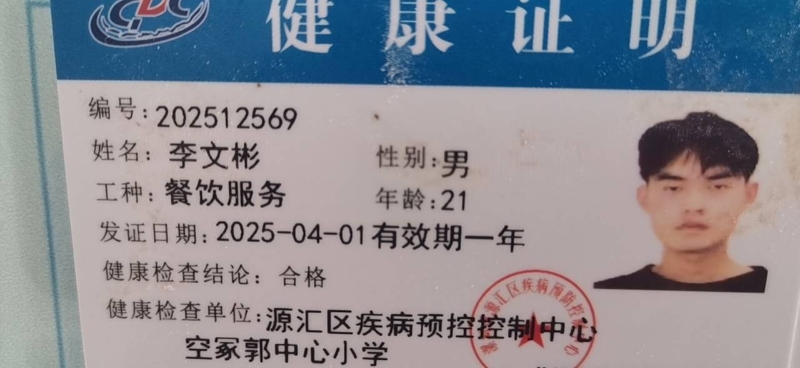 健康证明
编号：202512569
姓名：李文彬 性别：男
工种：餐饮服务 年龄：21
发证日期：2025-04-01有效期一年
健康检查结论：合格
健康检查单位：源汇区疾病预控控制中心
空冢郭中心小学